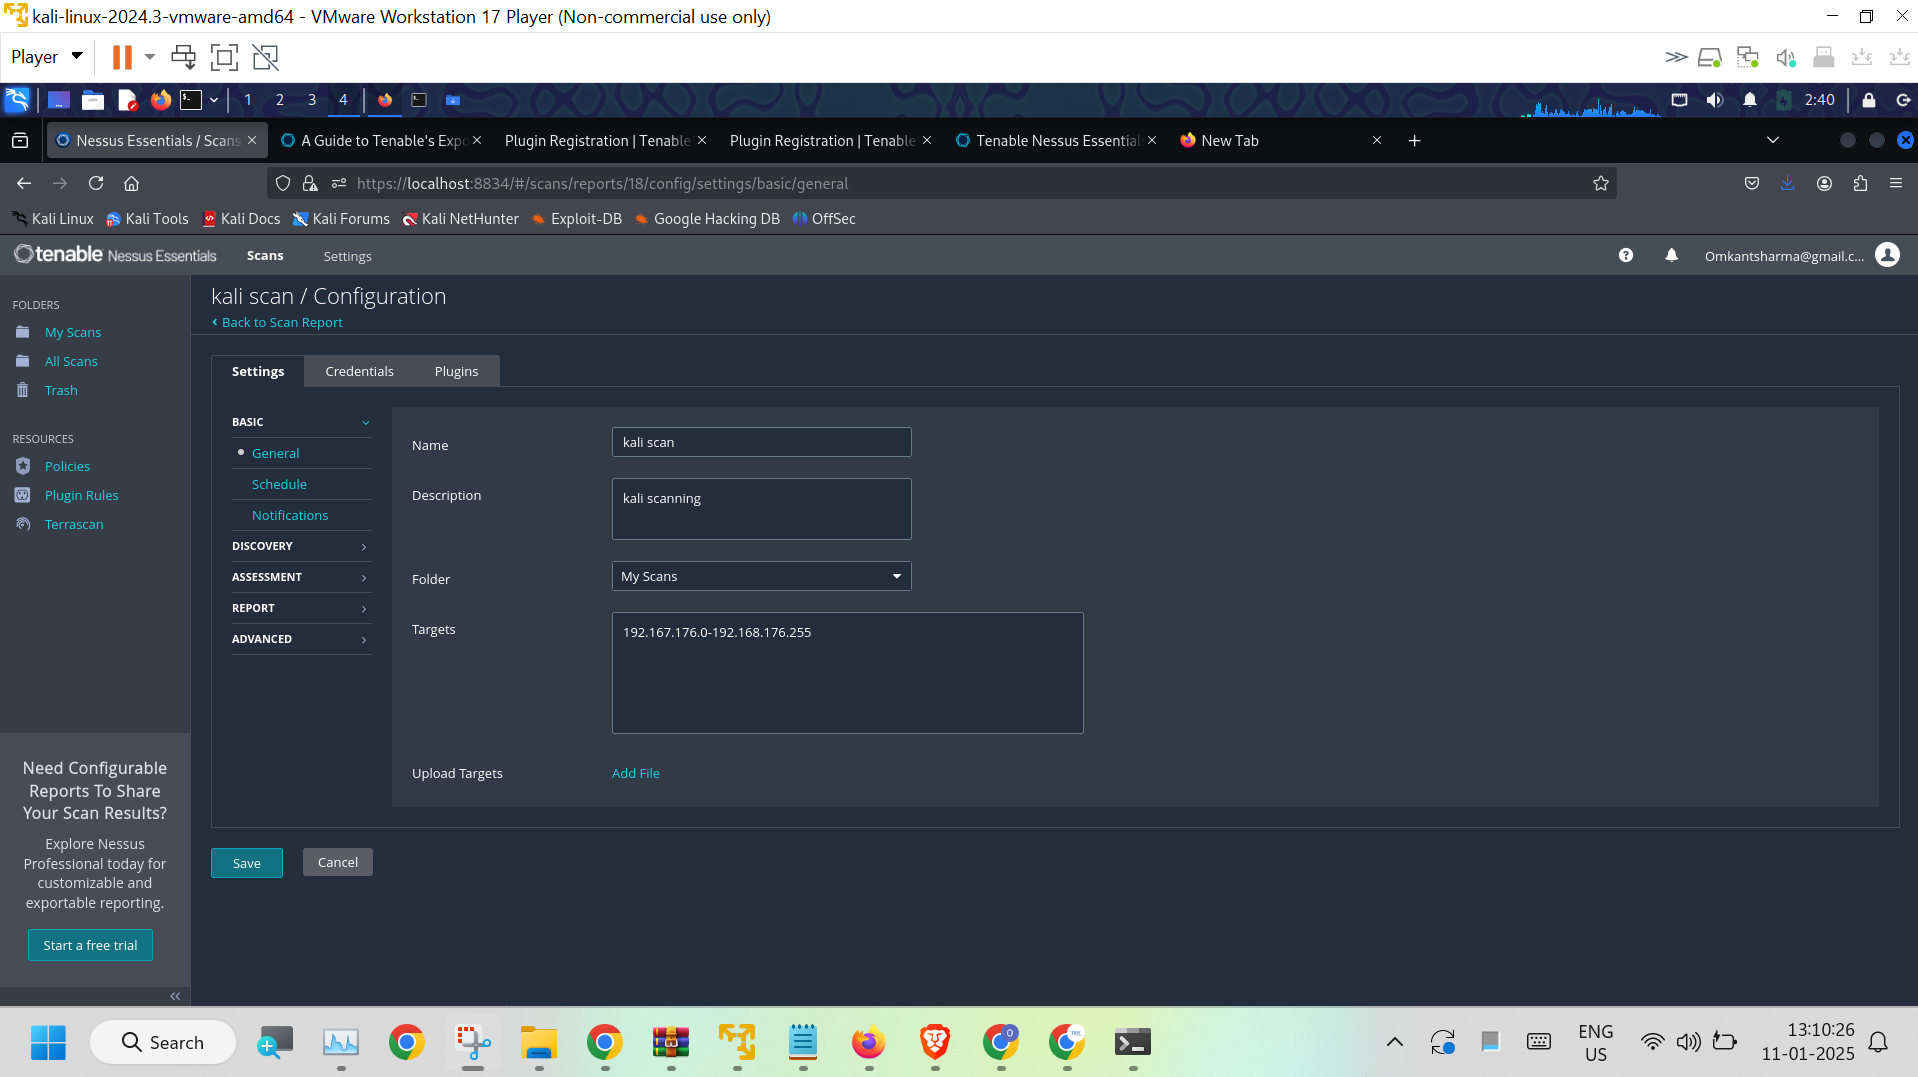 kali-linux-2024.3-vmware-amd64 - VMware Workstation 17 Player (Non-commercial use only)
Player
1 2 3 4
2:40
Nessus Essentials / Scans
A Guide to Tenable's Expo
Plugin Registration | Tenable
Plugin Registration | Tenable
Tenable Nessus Essential
New Tab
https://localhost:8834/#/scans/reports/18/config/settings/basic/general
Kali Linux
Kali Tools
Kali Docs
Kali Forums
Kali NetHunter
Exploit-DB
Google Hacking DB
OffSec
tenable Nessus Essentials
Scans
Settings
Omkantsharma@gmail.c...
FOLDERS
My Scans
All Scans
Trash
RESOURCES
Policies
Plugin Rules
Terrascan
Need Configurable
Reports To Share
Your Scan Results?
Explore Nessus
Professional today for
customizable and
exportable reporting.
Start a free trial
kali scan / Configuration
Back to Scan Report
Settings
Credentials
Plugins
BASIC
General
Schedule
Notifications
DISCOVERY
ASSESSMENT
REPORT
ADVANCED
Name
kali scan
Description
kali scanning
Folder
My Scans
Targets
192.167.176.0-192.168.176.255
Upload Targets
Add File
Save
Cancel
Search
ENG
US
13:10:26
11-01-2025